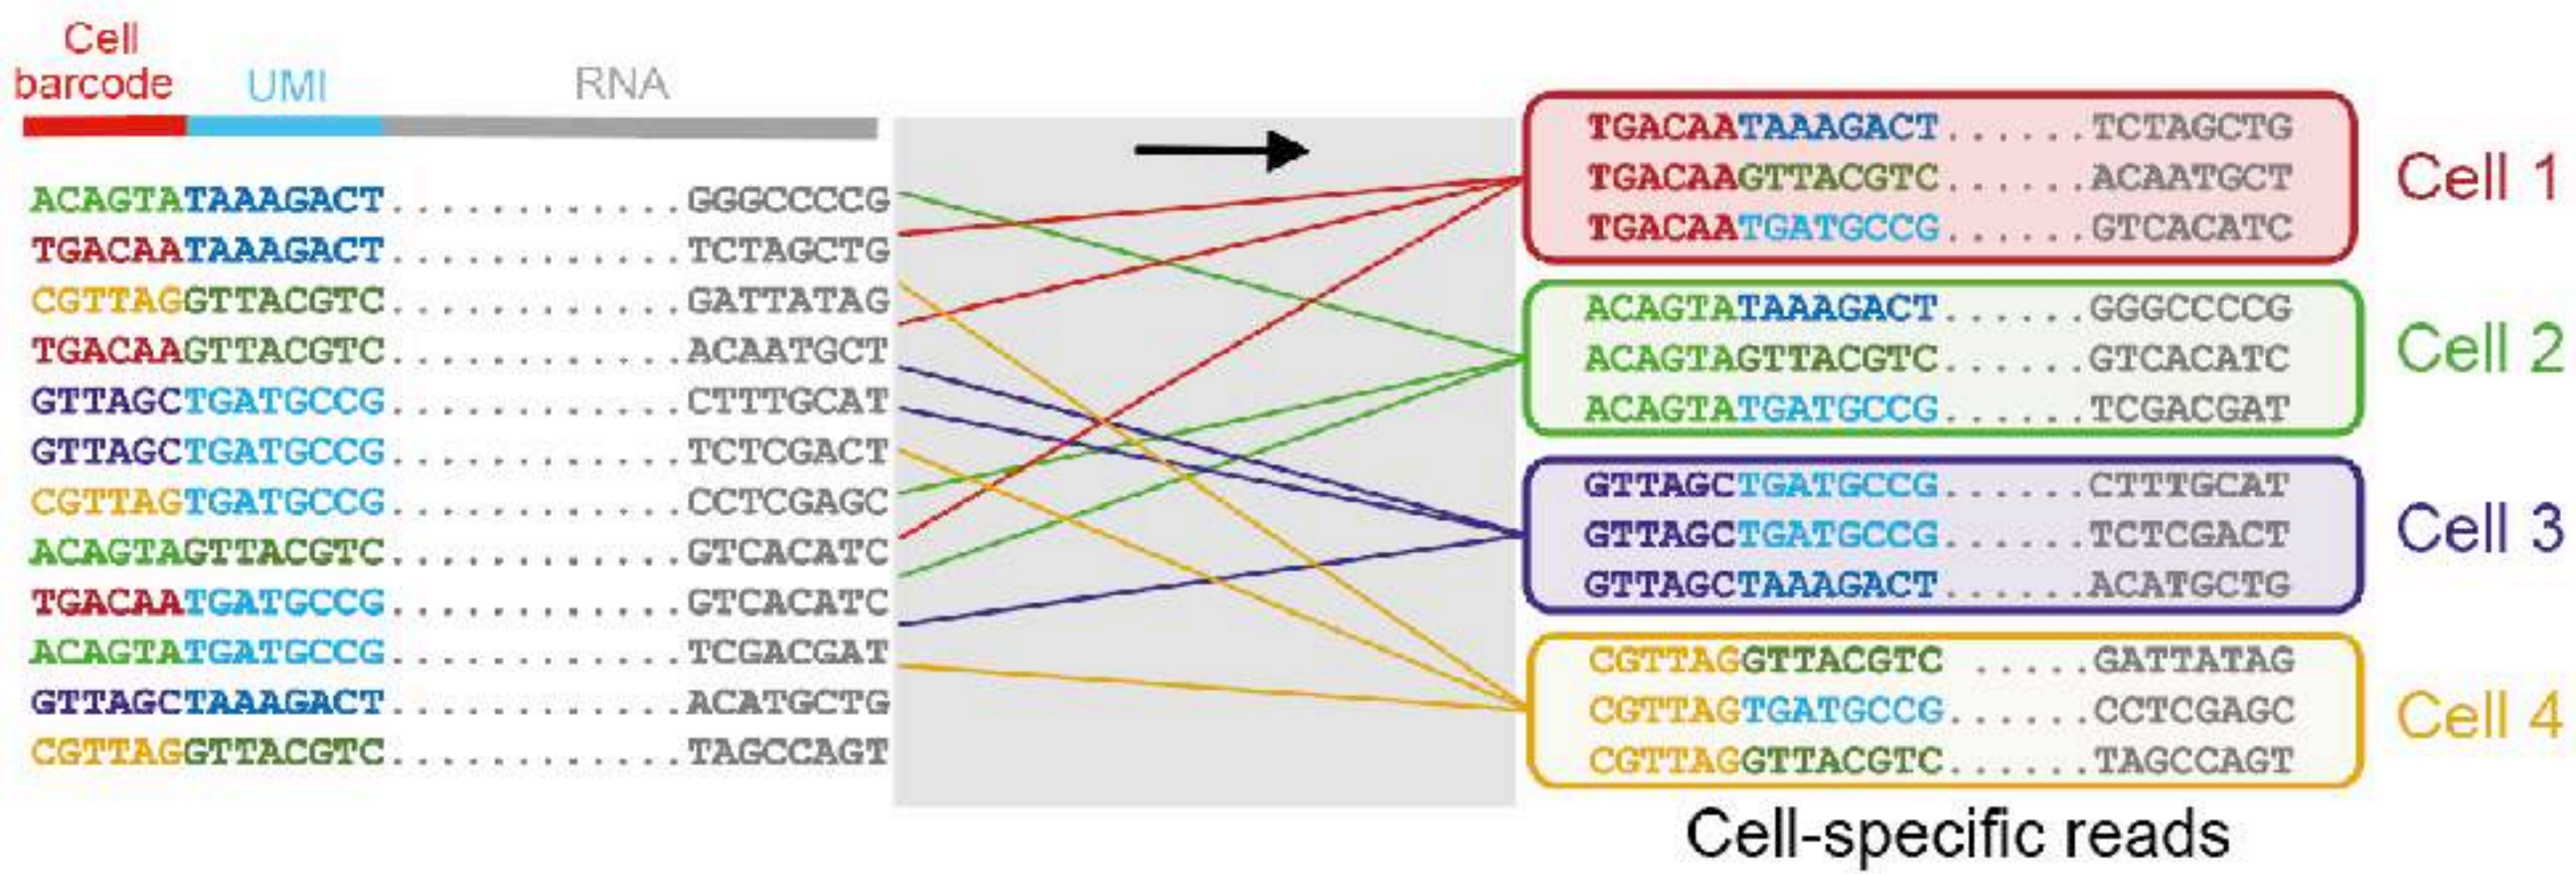 Cell
barcode UMI RNA
ACAGTATAAAGACT............GGGCCCCG
TGACAATAAAGACT............TCTAGCTG
CGTTAGGTTACGTC............GATTATAG
TGACAAGTTACGTC............ACAATGCT
GTTAGCTGATGCCG............CTTTGCAT
GTTAGCTGATGCCG............TCTCGACT
CGTTAGTGATGCCG............CCTCGAGC
ACAGTAGTTACGTC............GTCACATC
TGACAATGATGCCG............GTCACATC
ACAGTATGATGCCG............TCGACGAT
GTTAGCTAAAGACT............ACATGCTG
CGTTAGGTTACGTC............TAGCCAGT
TGACAATAAAGACT......TCTAGCTG
TGACAAGTTACGTC......ACAATGCT
TGACAATGATGCCG......GTCACATC
Cell 1
ACAGTATAAAGACT......GGGCCCCG
ACAGTAGTTACGTC......GTCACATC
ACAGTATGATGCCG......TCGACGAT
Cell 2
GTTAGCTGATGCCG......CTTTGCAT
GTTAGCTGATGCCG......TCTCGACT
GTTAGCTAAAGACT......ACATGCTG
Cell 3
CGTTAGGTTACGTC .....GATTATAG
CGTTAGTGATGCCG......CCTCGAGC
CGTTAGGTTACGTC......TAGCCAGT
Cell 4
Cell-specific reads